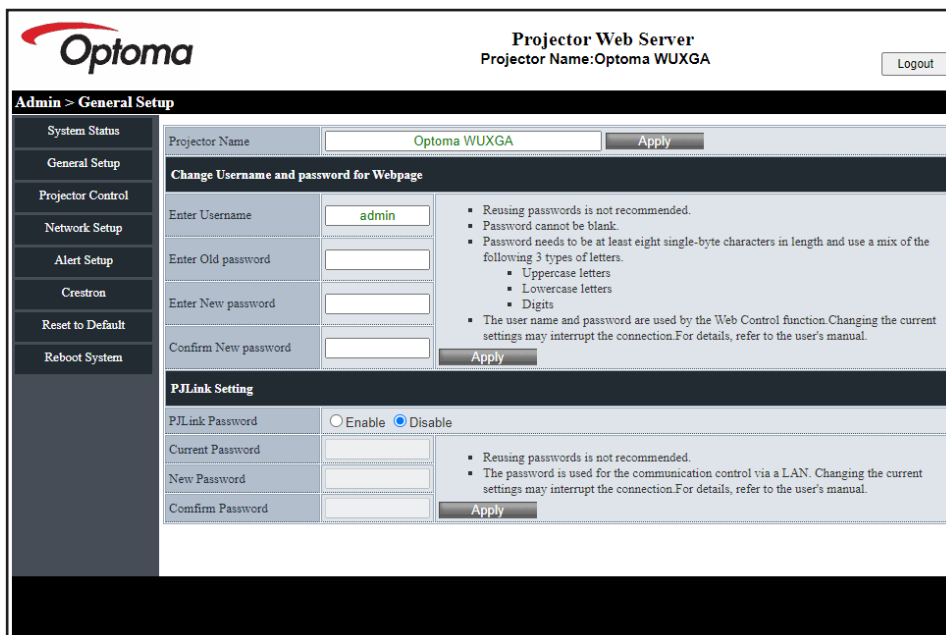 Optoma
Projector Web Server
Projector Name:Optoma WUXGA
Logout
Admin > General Setup
System Status
General Setup
Projector Control
Network Setup
Alert Setup
Crestron
Reset to Default
Reboot System
Projector Name
Optoma WUXGA
Apply
Change Username and password for Webpage
Enter Username
admin
Enter Old password
Enter New password
Confirm New password
Reusing passwords is not recommended.
Password cannot be blank.
Password needs to be at least eight single-byte characters in length and use a mix of the
following 3 types of letters.
Uppercase letters
Lowercase letters
Digits
The user name and password are used by the Web Control function.Changing the current
settings may interrupt the connection.For details, refer to the user's manual.
Apply
PJLink Setting
PJLink Password
Enable Disable
Current Password
New Password
Comfirm Password
Reusing passwords is not recommended.
The password is used for the communication control via a LAN. Changing the current
settings may interrupt the connection.For details, refer to the user's manual.
Apply